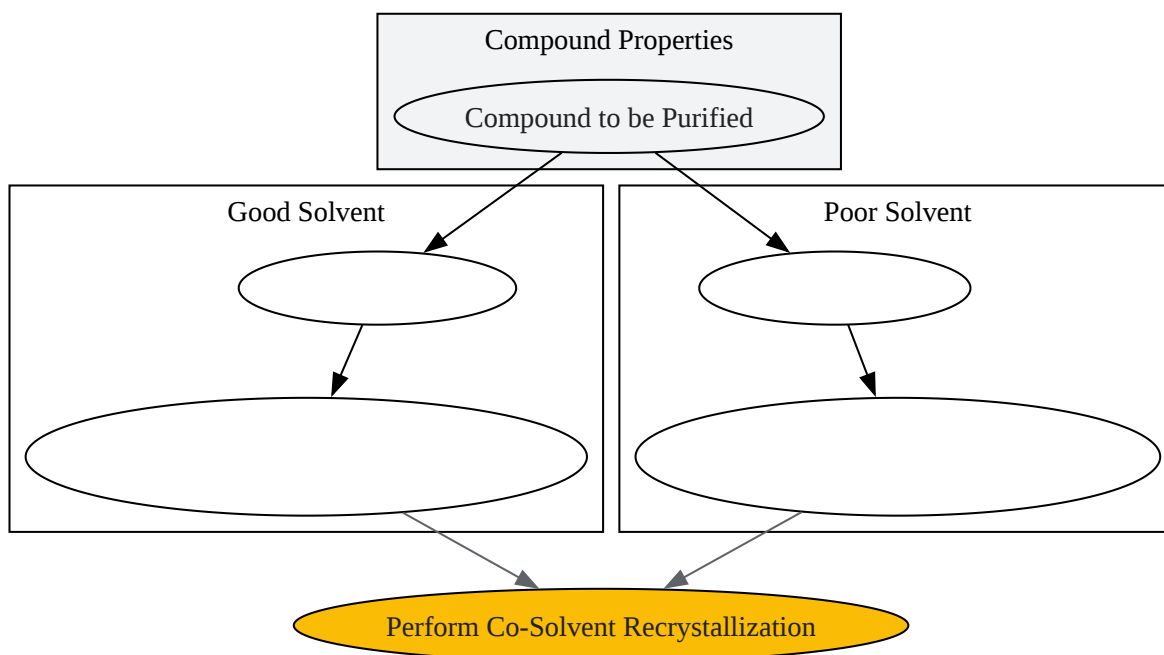 Compound Properties
Compound to be Purified
Good Solvent
Poor Solvent
Perform Co-Solvent Recrystallization